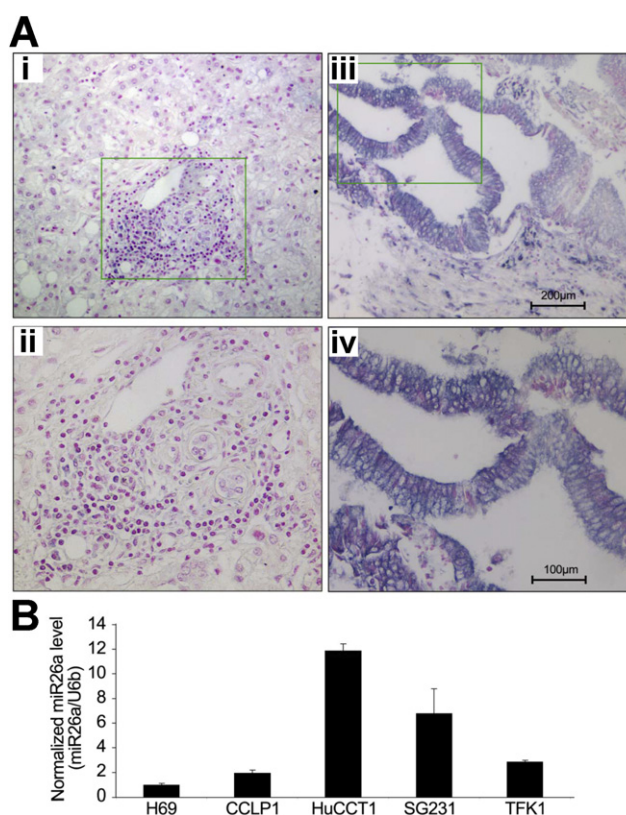 A
i
iii
200µm
ii
iv
100µm
B
Normalized miR26a level
(miR26a/U6b)
14
12
10
8
6
4
2
0
H69 CCLP1 HuCCT1 SG231 TFK1